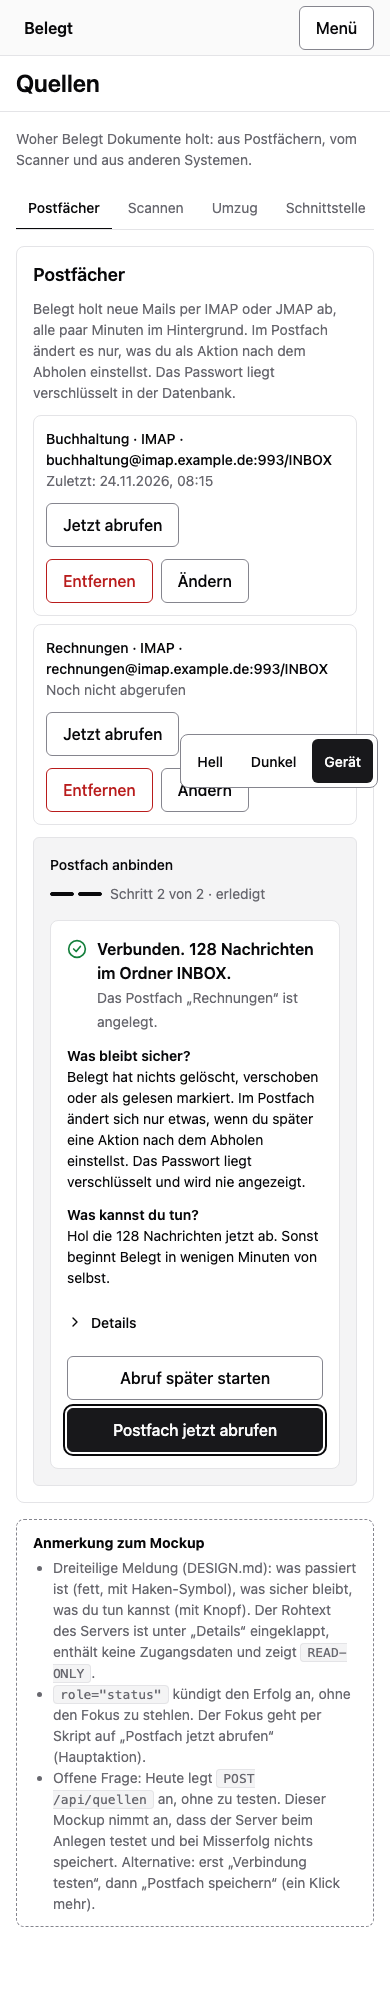 Belegt
Menü
Quellen
Woher Belegt Dokumente holt: aus Postfächern, vom
Scanner und aus anderen Systemen.
Postfächer
Scannen
Umzug
Schnittstelle
Postfächer
Belegt holt neue Mails per IMAP oder JMAP ab,
alle paar Minuten im Hintergrund. Im Postfach
ändert es nur, was du als Aktion nach dem
Abholen einstellst. Das Passwort liegt
verschlüsselt in der Datenbank.
Buchhaltung · IMAP ·
buchhaltung@imap.example.de:993/INBOX
Zuletzt: 24.11.2026, 08:15
Jetzt abrufen
Entfernen
Ändern
Rechnungen · IMAP ·
rechnungen@imap.example.de:993/INBOX
Noch nicht abgerufen
Jetzt abrufen
Hell
Dunkel
Gerät
Entfernen
Ändern
Postfach anbinden
Schritt 2 von 2 · erledigt
Verbunden. 128 Nachrichten
im Ordner INBOX.
Das Postfach „Rechnungen“ ist
angelegt.
Was bleibt sicher?
Belegt hat nichts gelöscht, verschoben
oder als gelesen markiert. Im Postfach
ändert sich nur etwas, wenn du später
eine Aktion nach dem Abholen
einstellst. Das Passwort liegt
verschlüsselt und wird nie angezeigt.
Was kannst du tun?
Hol die 128 Nachrichten jetzt ab. Sonst
beginnt Belegt in wenigen Minuten von
selbst.
Details
Abruf später starten
Postfach jetzt abrufen
Anmerkung zum Mockup
• Dreiteilige Meldung (DESIGN.md): was passiert
ist (fett, mit Haken-Symbol), was sicher bleibt,
was du tun kannst (mit Knopf). Der Rohtext
des Servers ist unter „Details“ eingeklappt,
enthält keine Zugangsdaten und zeigt READ-
ONLY.
• role="status" kündigt den Erfolg an, ohne
den Fokus zu stehlen. Der Fokus geht per
Skript auf „Postfach jetzt abrufen“
(Hauptaktion).
• Offene Frage: Heute legt POST
/api/quellen an, ohne zu testen. Dieser
Mockup nimmt an, dass der Server beim
Anlegen testet und bei Misserfolg nichts
speichert. Alternative: erst „Verbindung
testen“, dann „Postfach speichern“ (ein Klick
mehr).